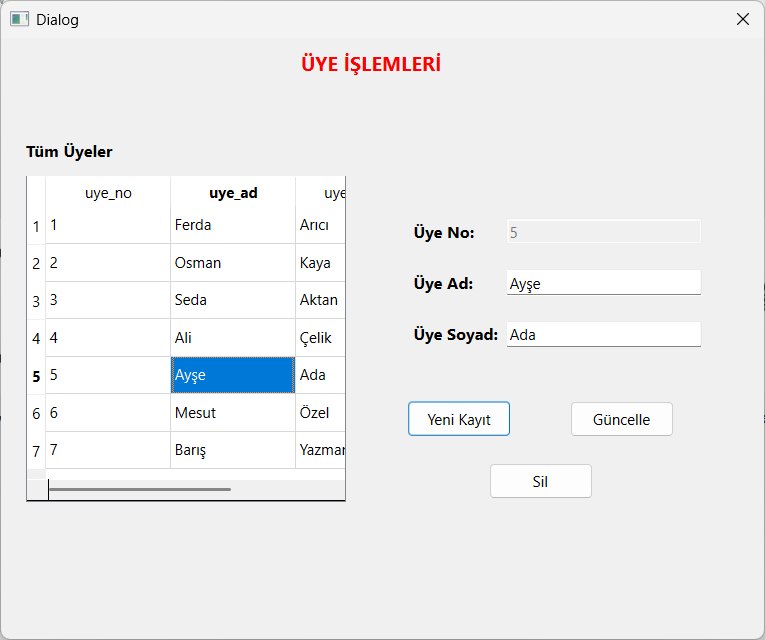 Dialog
ÜYE İŞLEMLERİ
Tüm Üyeler
uye_no uye_ad uye
1 1 Ferda Arıcı
2 2 Osman Kaya
3 3 Seda Aktan
4 4 Ali Çelik
5 5 Ayşe Ada
6 6 Mesut Özel
7 7 Barış Yazmar
Üye No: 5
Üye Ad: Ayşe
Üye Soyad: Ada
Yeni Kayıt Güncelle
Sil